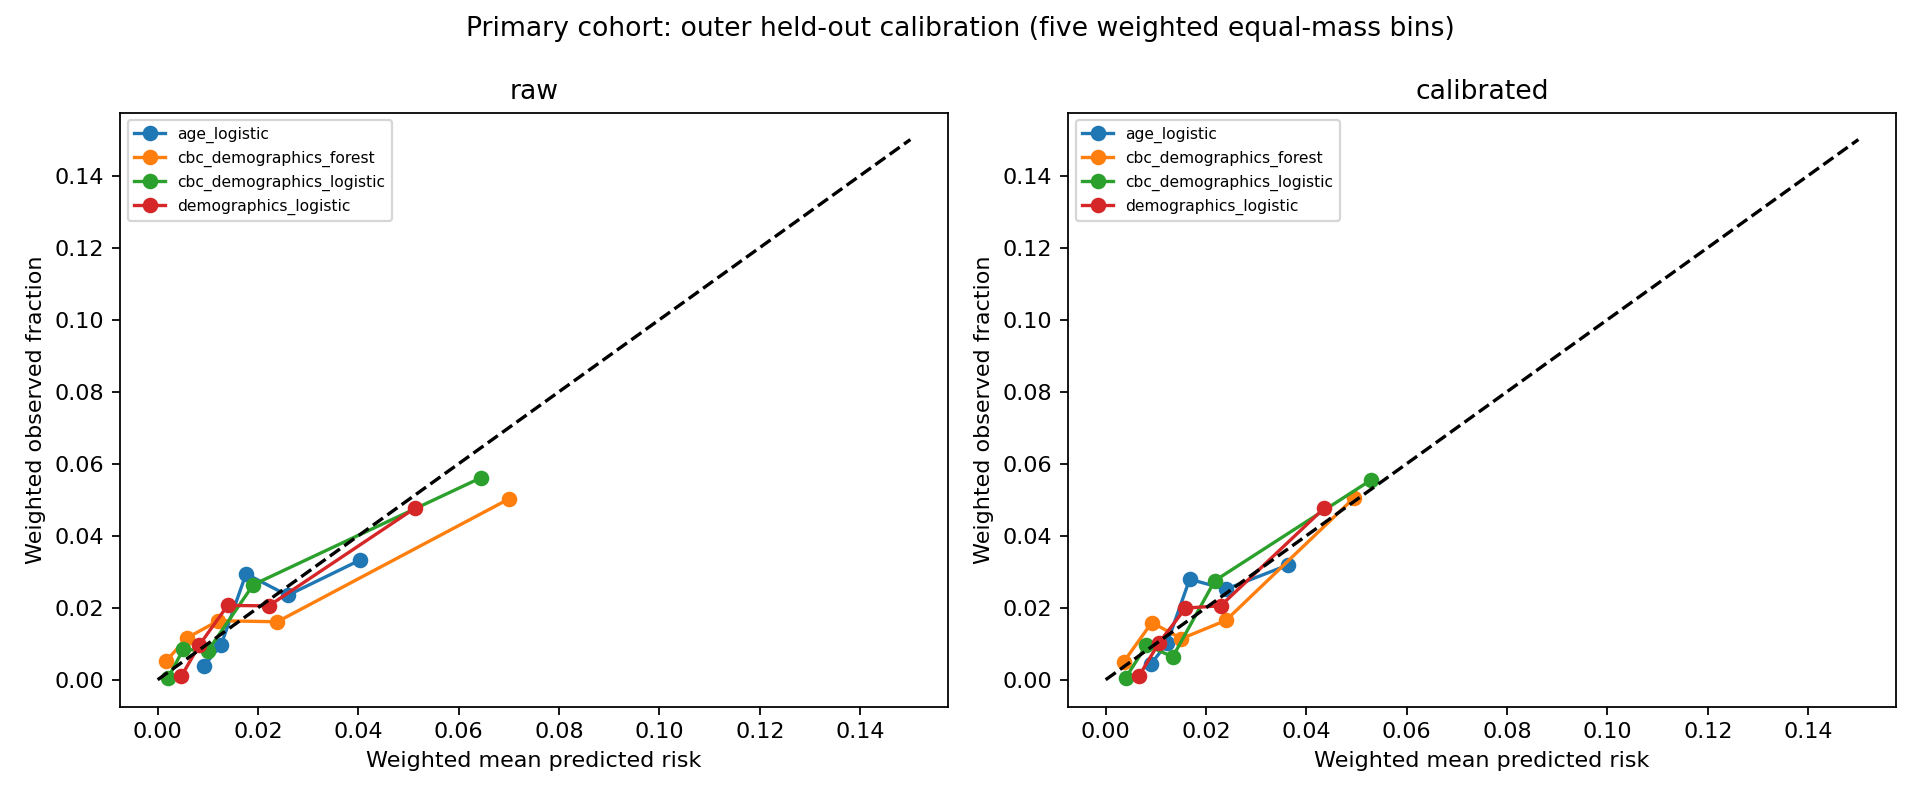 Primary cohort: outer held-out calibration (five weighted equal-mass bins)
raw
age_logistic
cbc_demographics_forest
cbc_demographics_logistic
demographics_logistic
Weighted observed fraction
0.14
0.12
0.10
0.08
0.06
0.04
0.02
0.00
0.00 0.02 0.04 0.06 0.08 0.10 0.12 0.14
Weighted mean predicted risk
calibrated
age_logistic
cbc_demographics_forest
cbc_demographics_logistic
demographics_logistic
Weighted observed fraction
0.14
0.12
0.10
0.08
0.06
0.04
0.02
0.00
0.00 0.02 0.04 0.06 0.08 0.10 0.12 0.14
Weighted mean predicted risk